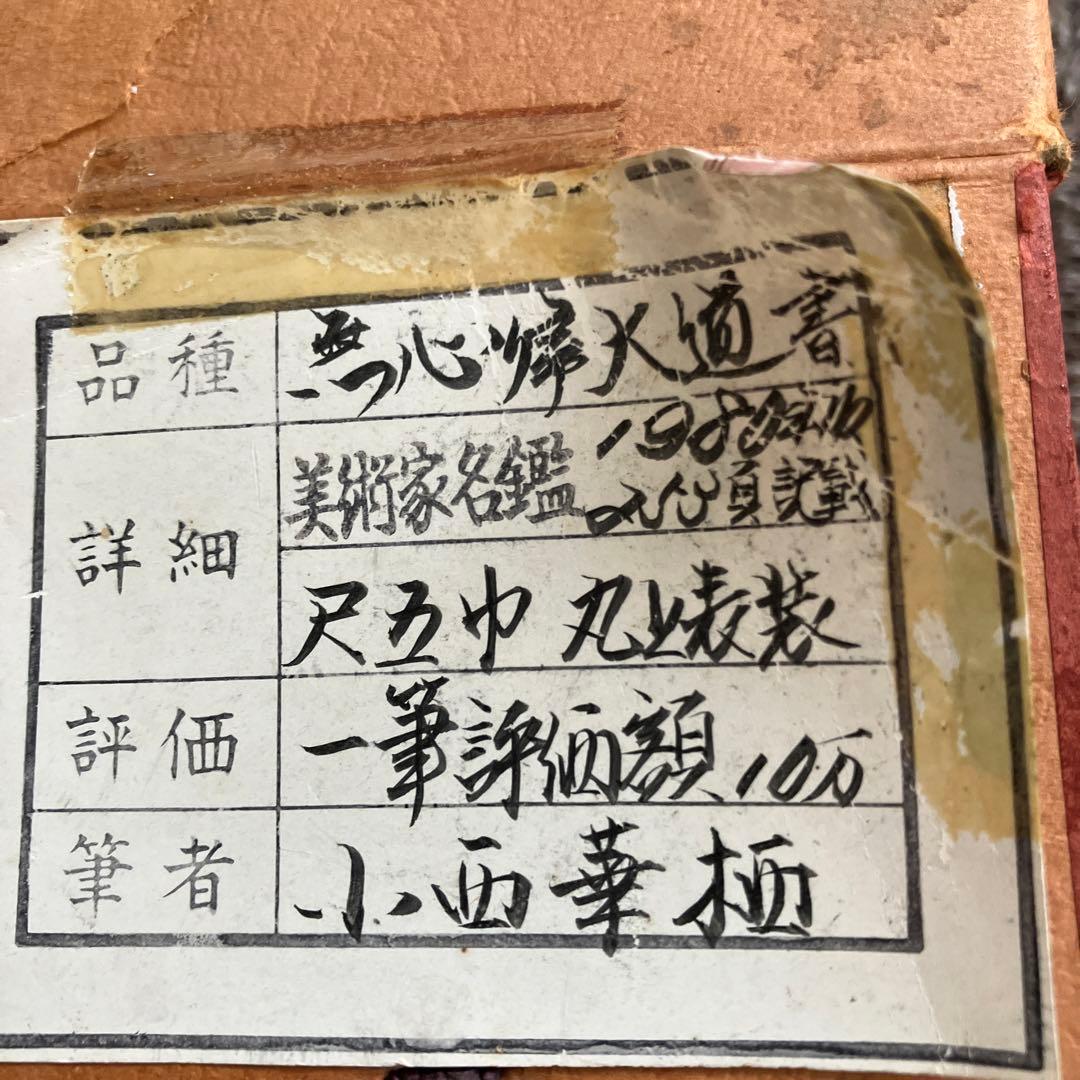 品種 無心帰大道書
詳細 美術家名鑑 1980年版
253頁記載
尺五巾 丸上表装
評価 一筆評価額 10万
筆者 小西華